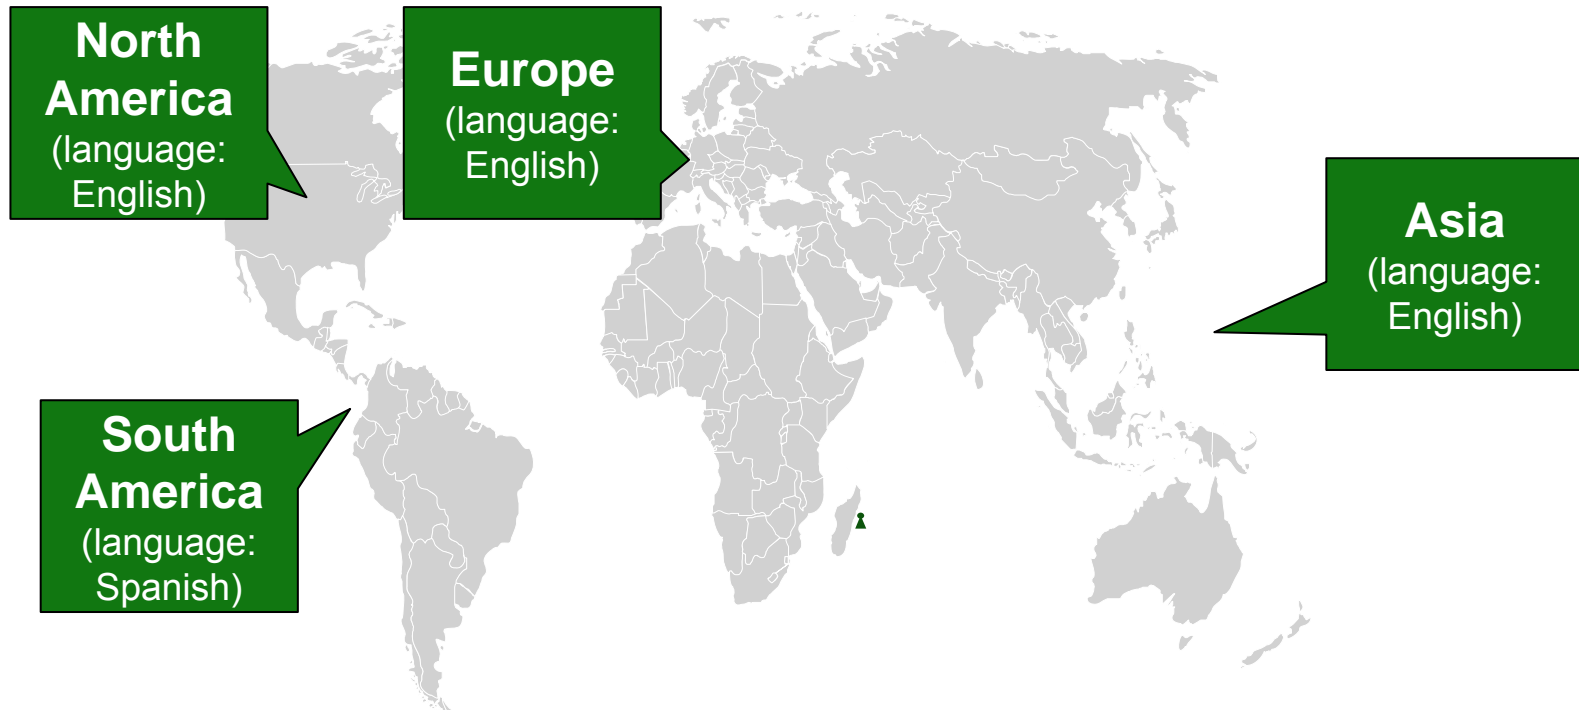 North
America
(language:
English)
Europe
(language:
English)
Asia
(language:
English)
South
America
(language:
Spanish)